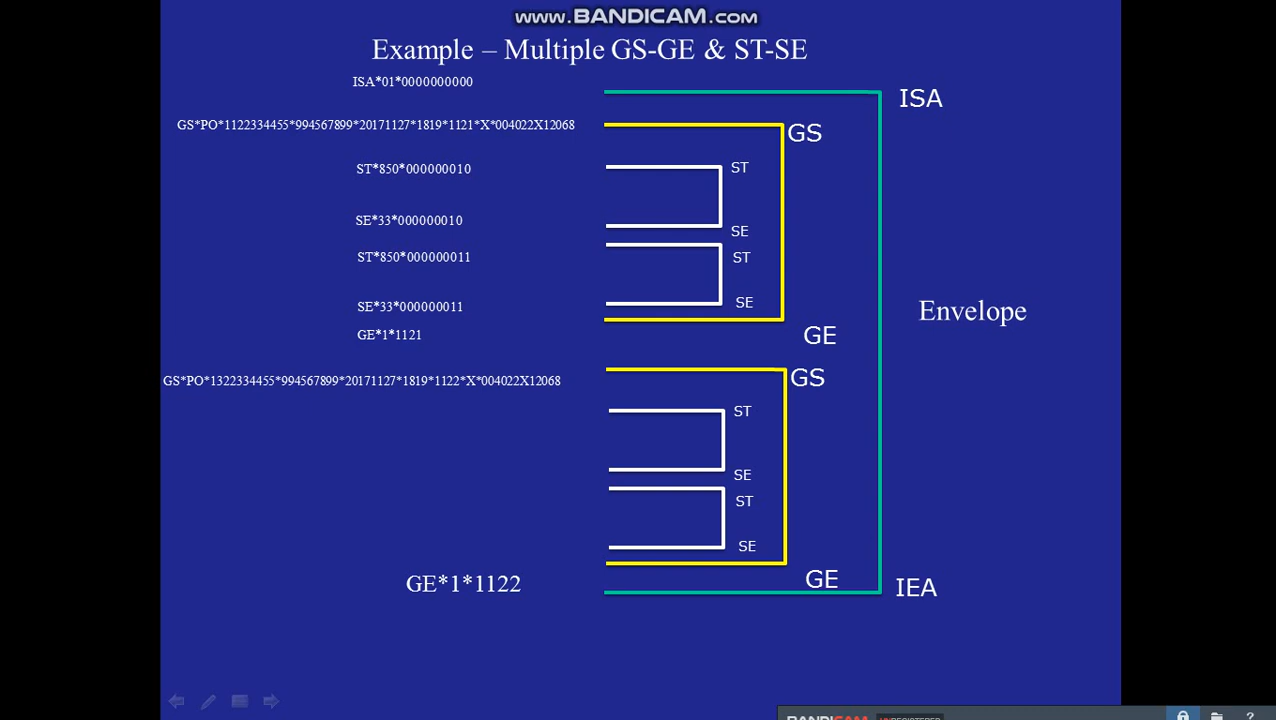 www.BANDICAM.com
Example – Multiple GS-GE & ST-SE
ISA*01*0000000000
ISA
GS*PO*1122334455*994567899*20171127*1819*1121*X*004022X12068
GS
ST*850*000000010
ST
SE*33*000000010
SE
ST*850*000000011
ST
SE*33*000000011
SE
Envelope
GE*1*1121
GE
GS*PO*1322334455*994567899*20171127*1819*1122*X*004022X12068
GS
ST
SE
ST
SE
GE*1*1122
GE
IEA
BANDICAM UNREGISTERED
?